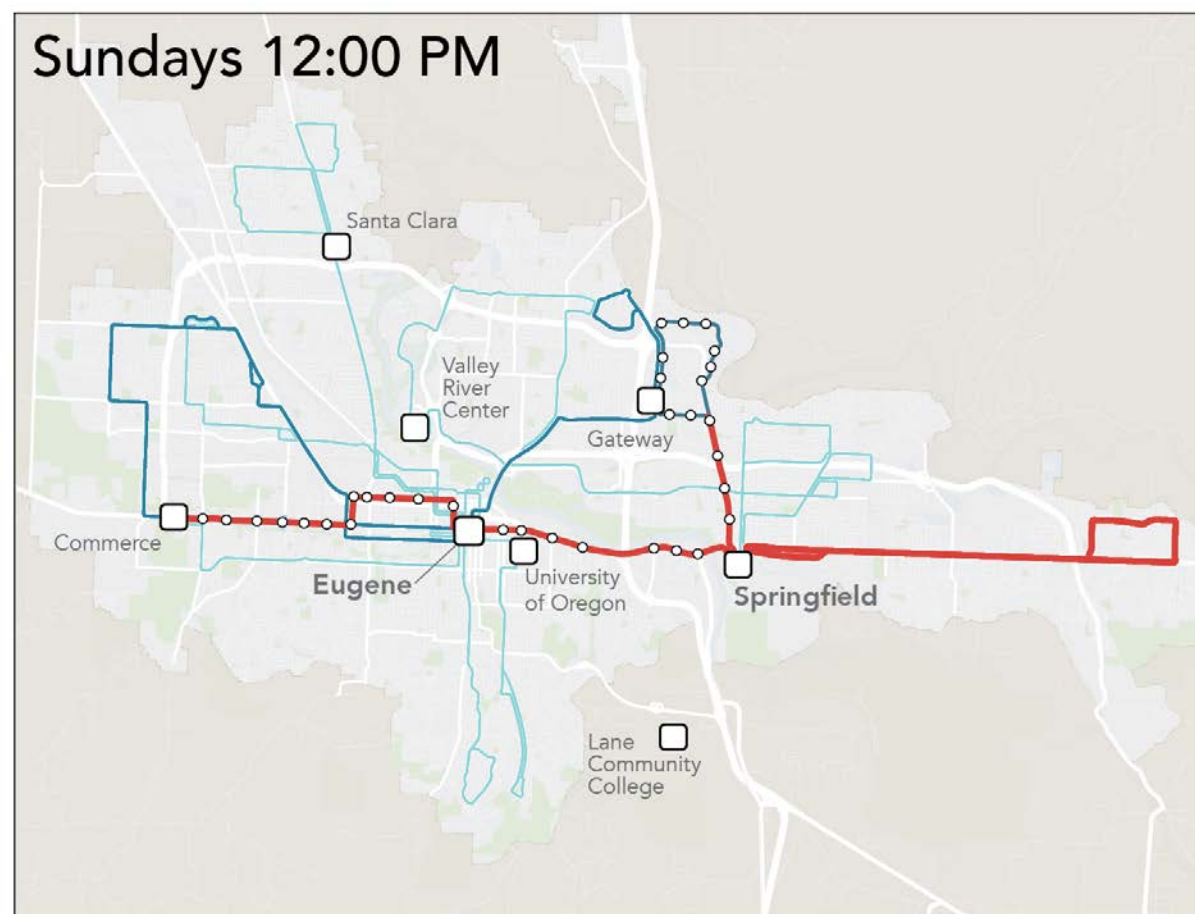 Sundays 12:00 PM
Santa Clara
Valley
River
Center
Gateway
Commerce
Eugene
University
of Oregon
Springfield
Lane
Community
College